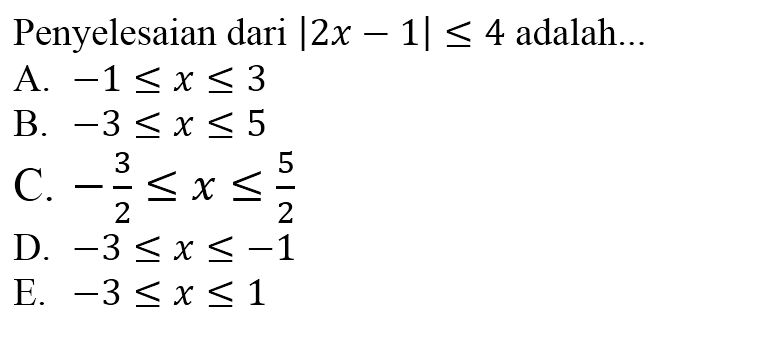 Penyelesaian dari |2x − 1| ≤ 4 adalah...
A. −1 ≤ x ≤ 3
B. −3 ≤ x ≤ 5
C. −3/2 ≤ x ≤ 5/2
D. −3 ≤ x ≤ −1
E. −3 ≤ x ≤ 1